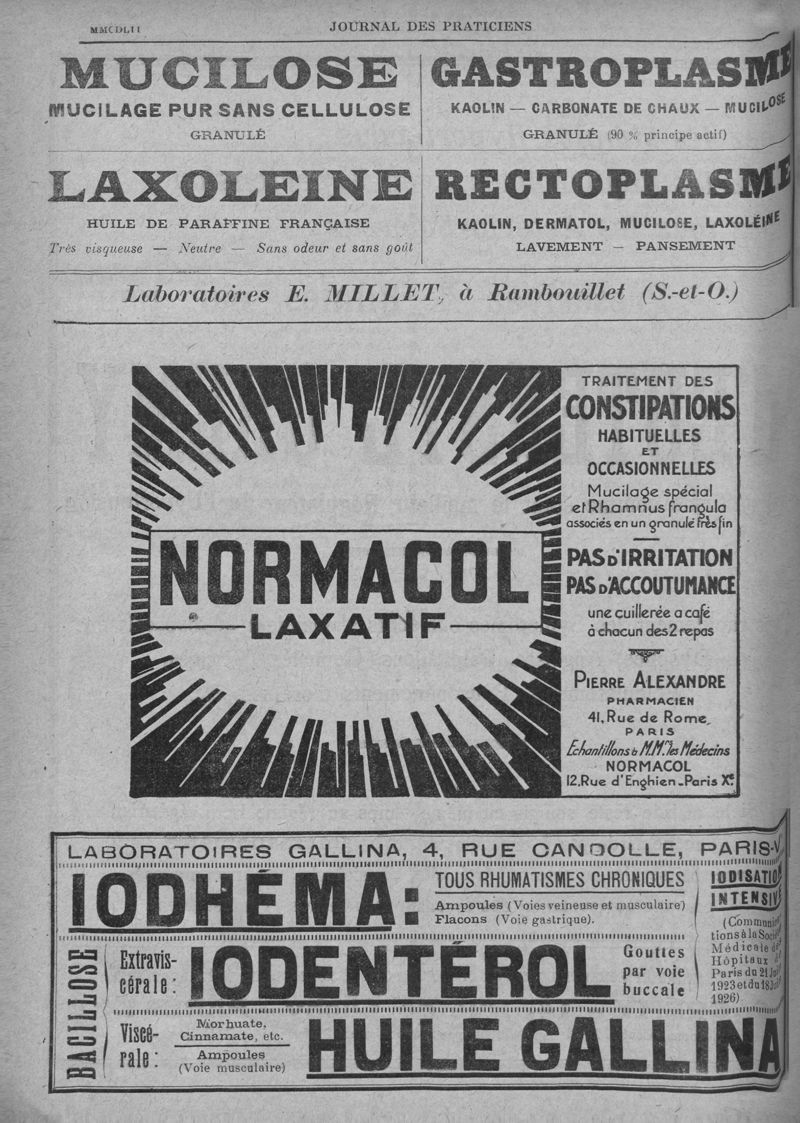 MMCDLII
JOURNAL DES PRATICIENS
MUCILOSE
MUCILAGE PUR SANS CELLULOSE
GRANULÉ
GASTROPLASME
KAOLIN — CARBONATE DE CHAUX — MUCILOSE
GRANULÉ (90 % principe actif)
LAXOLEINE
HUILE DE PARAFFINE FRANÇAISE
Très visqueuse — Neutre — Sans odeur et sans goût
RECTOPLASME
KAOLIN, DERMATOL, MUCILOSE, LAXOLÉINE
LAVEMENT — PANSEMENT
Laboratoires E. MILLET, à Rambouillet (S.-et-O.)
NORMACOL
LAXATIF
TRAITEMENT DES
CONSTIPATIONS
HABITUELLES
ET
OCCASIONNELLES
Mucilage spécial
et Rhamnus frangula
associés en un granulé très fin
PAS D'IRRITATION
PAS D'ACCOUTUMANCE
une cuillerée a café
à chacun des 2 repas
PIERRE ALEXANDRE
PHARMACIEN
41, Rue de Rome,
PARIS
Echantillons à M.M. les Médecins
NORMACOL
12, Rue d'Enghien - Paris Xe
LABORATOIRES GALLINA, 4, RUE CANDOLLE, PARIS-V
IODHÉMA:
TOUS RHUMATISMES CHRONIQUES
Ampoules (Voies veineuse et musculaire)
Flacons (Voie gastrique).
IODISATION
INTENSIVE
(Communi
tions à la Soci
Médicale de
Hôpitaux d
Paris du 21 J
1923 et du 18 J
1926)
BACILLOSE
Extravis-
cérale:
IODENTÉROL
Gouttes
par voie
buccale
Viscé-
rale:
Morhuate,
Cinnamate, etc.
Ampoules
(Voie musculaire)
HUILE GALLINA